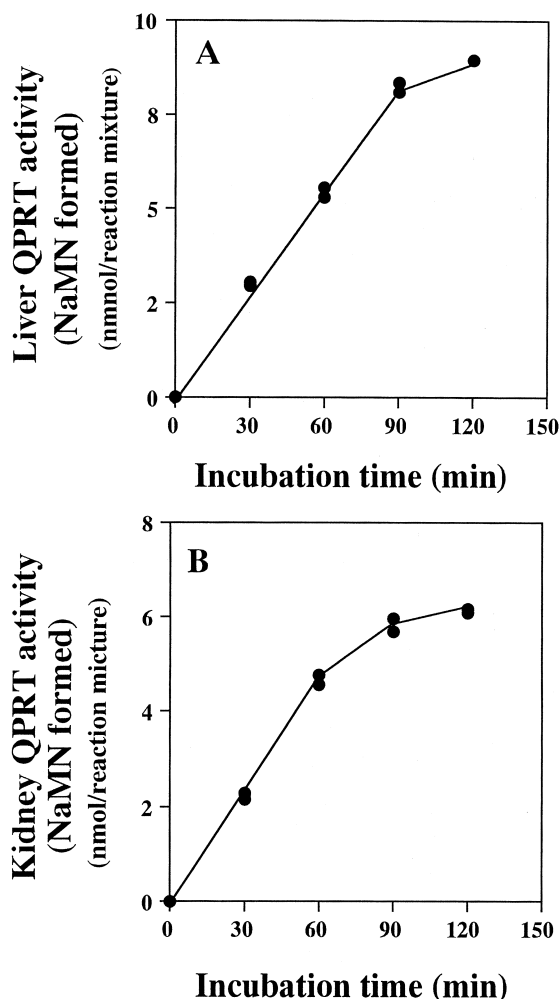 A
10
8
5
2
0
Liver QPRT activity
(NaMN formed)
(nmnol/reaction mixture)
0 30 60 90 120 150
Incubation time (min)
B
8
6
4
2
0
Kidney QPRT activity
(NaMN formed)
(nmol/reaction micture)
0 30 60 90 120 150
Incubation time (min)